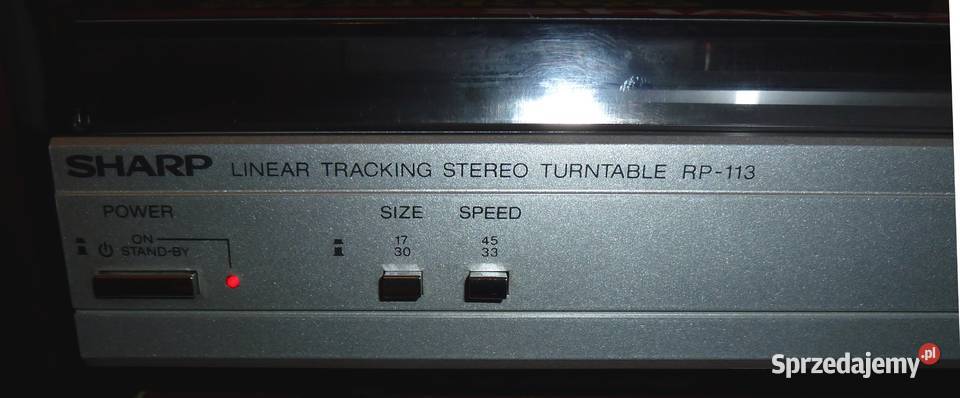 SHARP LINEAR TRACKING STEREO TURNTABLE RP-113
POWER SIZE SPEED
ON 17 45
STAND-BY 30 33
Sprzedajemy.pl